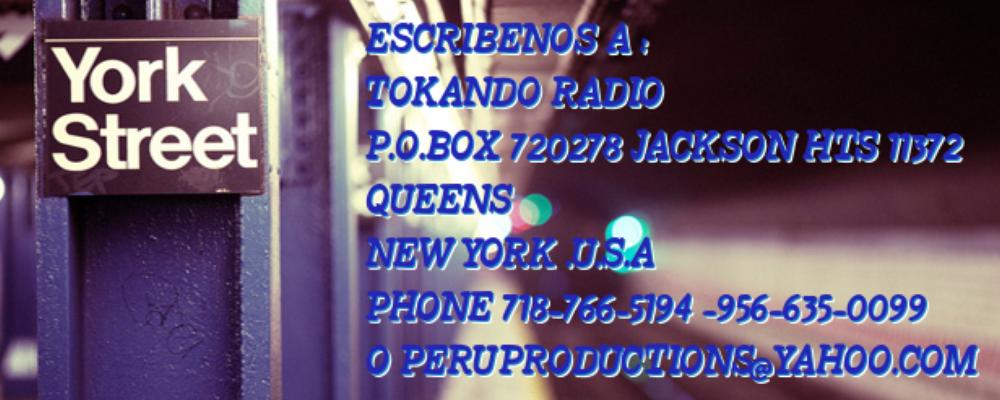 York
Street
ESCRIBENOS A :
TOKANDO RADIO
P.O.BOX 720278 JACKSON HTS 11372
QUEENS
NEW YORK .U.S.A
PHONE 718-766-5194 -956-635-0099
O PERUPRODUCTIONS@YAHOO.COM